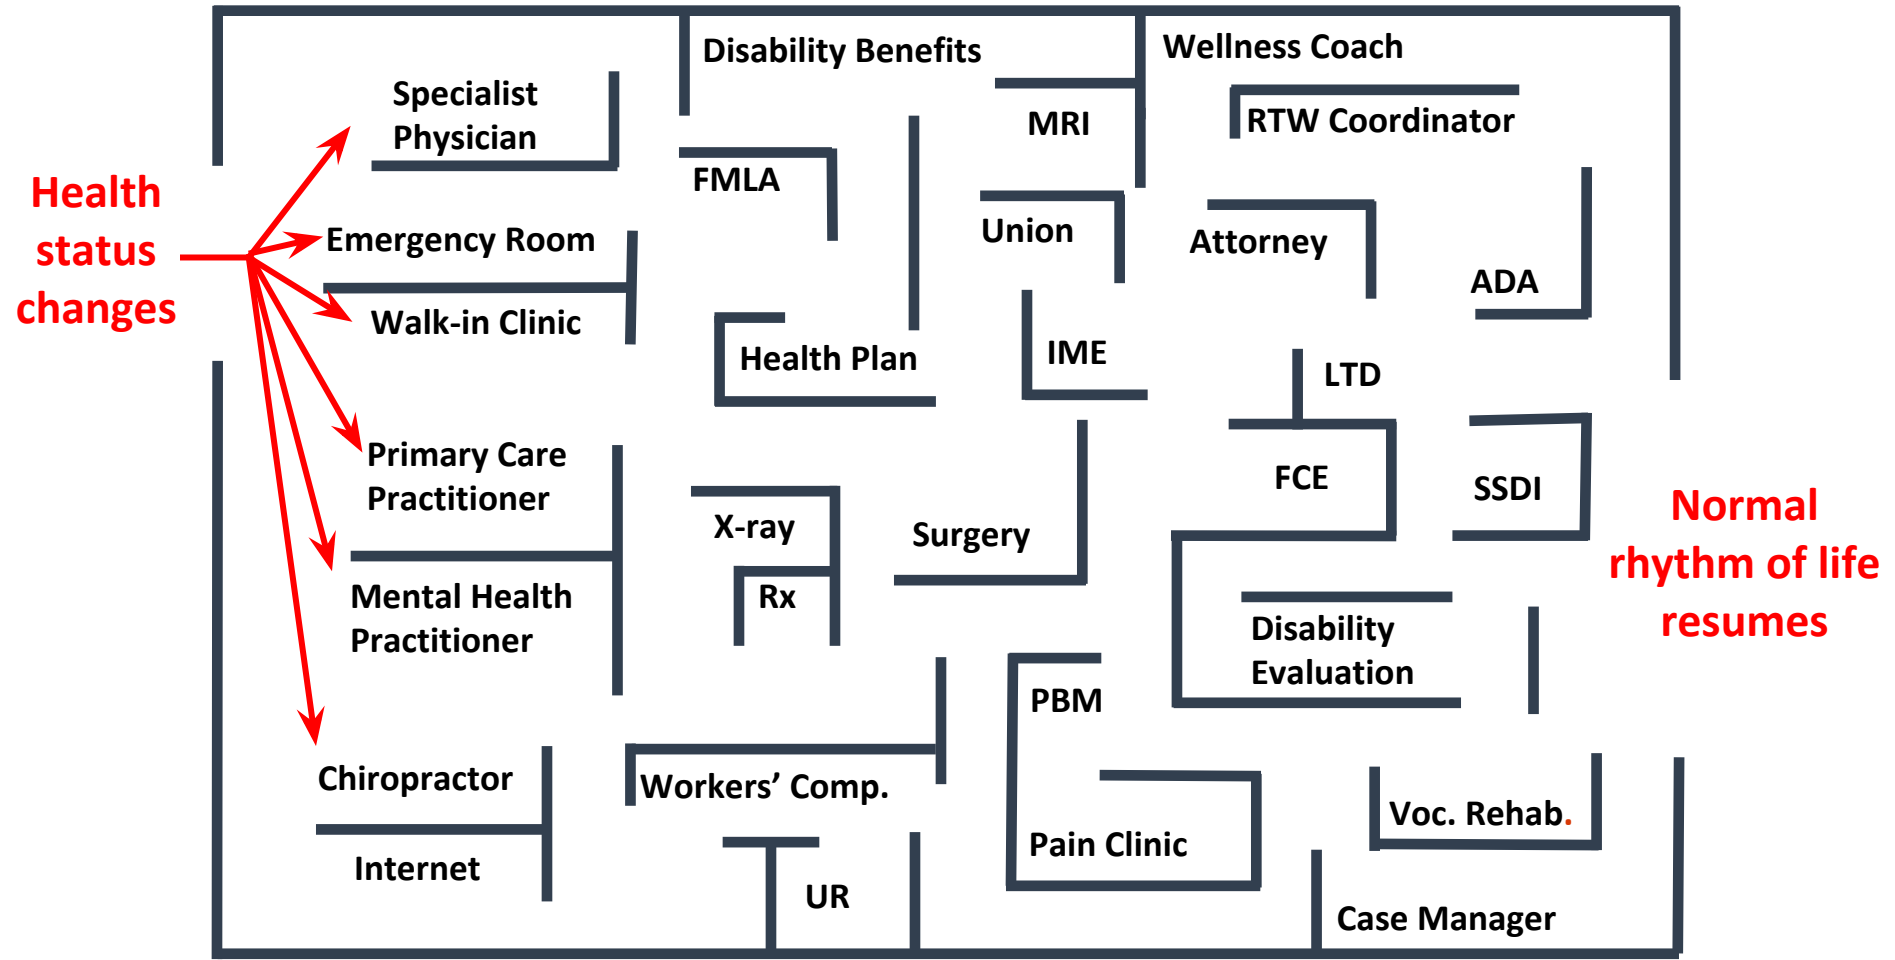 Health
status
changes
Specialist
Physician
Emergency Room
Walk-in Clinic
Primary Care
Practitioner
Mental Health
Practitioner
Chiropractor
Internet
Disability Benefits
FMLA
Health Plan
X-ray
Rx
Workers’ Comp.
UR
MRI
Union
IME
Surgery
PBM
Pain Clinic
Wellness Coach
RTW Coordinator
Attorney
ADA
LTD
FCE
SSDI
Disability
Evaluation
Voc. Rehab.
Case Manager
Normal
rhythm of life
resumes